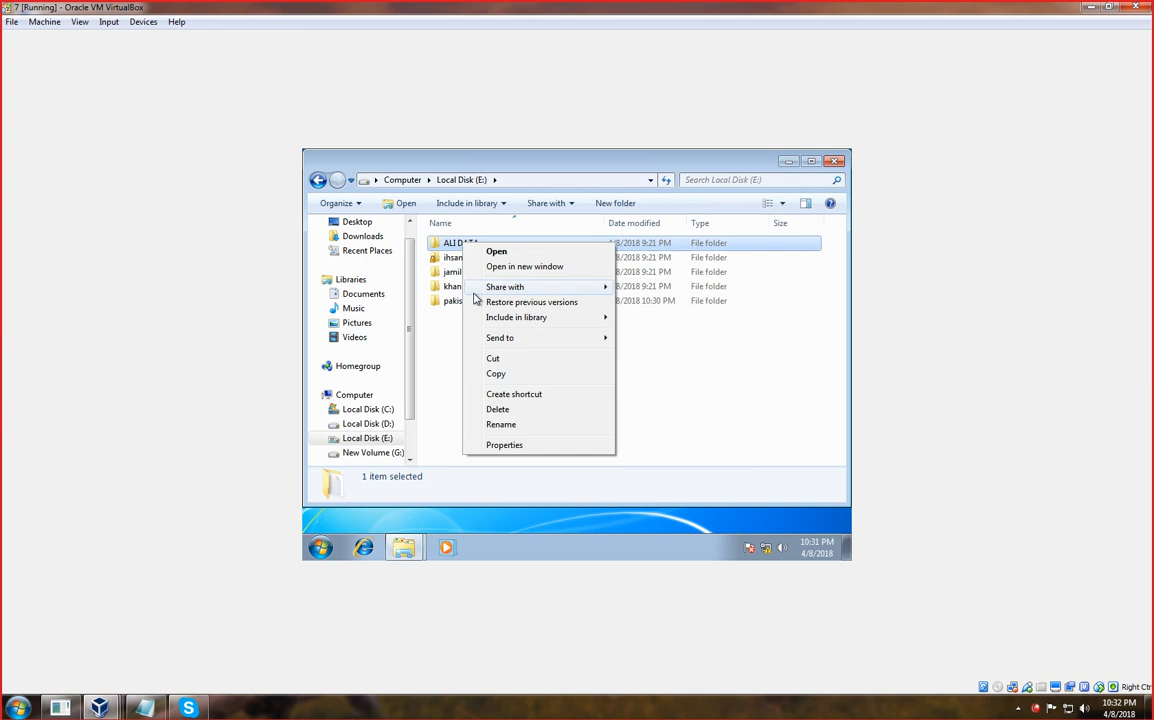 7 [Running] - Oracle VM VirtualBox
File Machine View Input Devices Help
Computer Local Disk (E:)
Search Local Disk (E:)
Organize Open Include in library Share with New folder
Name Date modified Type Size
Desktop
Downloads
Recent Places
Libraries
Documents
Music
Pictures
Videos
Homegroup
Computer
Local Disk (C:)
Local Disk (D:)
Local Disk (E:)
New Volume (G:)
ALI DATA /8/2018 9:21 PM File folder
ihsan /8/2018 9:21 PM File folder
jamil /8/2018 9:21 PM File folder
khan /8/2018 9:21 PM File folder
pakis /8/2018 10:30 PM File folder
Open
Open in new window
Share with
Restore previous versions
Include in library
Send to
Cut
Copy
Create shortcut
Delete
Rename
Properties
1 item selected
10:31 PM
4/8/2018
Right Ctr
10:32 PM
4/8/2018